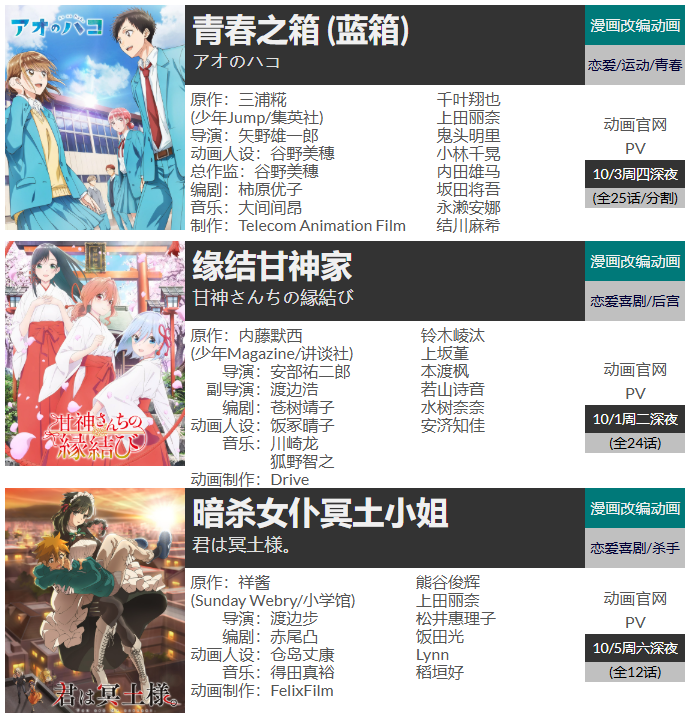 アオのハコ
青春之箱 (蓝箱)
アオのハコ
漫画改编动画
恋爱/运动/青春
原作：三浦糀
(少年Jump/集英社)
导演：矢野雄一郎
动画人设：谷野美穗
总作监：谷野美穗
编剧：柿原优子
音乐：大间间昂
制作：Telecom Animation Film
千叶翔也
上田丽奈
鬼头明里
小林千晃
内田雄马
坂田将吾
永濑安娜
结川麻希
动画官网
PV
10/3周四深夜
(全25话/分割)
甘神さんちの
縁結び
缘结甘神家
甘神さんちの縁結び
漫画改编动画
恋爱喜剧/后宫
原作：内藤默西
(少年Magazine/讲谈社)
导演：安部祐二郎
副导演：渡边浩
编剧：苍树靖子
动画人设：饭冢晴子
音乐：川崎龙
狐野智之
动画制作：Drive
铃木崚汰
上坂堇
本渡枫
若山诗音
水树奈奈
安济知佳
动画官网
PV
10/1周二深夜
(全24话)
君は冥土様。
暗杀女仆冥土小姐
君は冥土様。
漫画改编动画
恋爱喜剧/杀手
原作：祥酱
(Sunday Webry/小学馆)
导演：渡边步
编剧：赤尾凸
动画人设：仓岛丈康
音乐：得田真裕
动画制作：FelixFilm
熊谷俊辉
上田丽奈
松井惠理子
饭田光
Lynn
稻垣好
动画官网
PV
10/5周六深夜
(全12话)